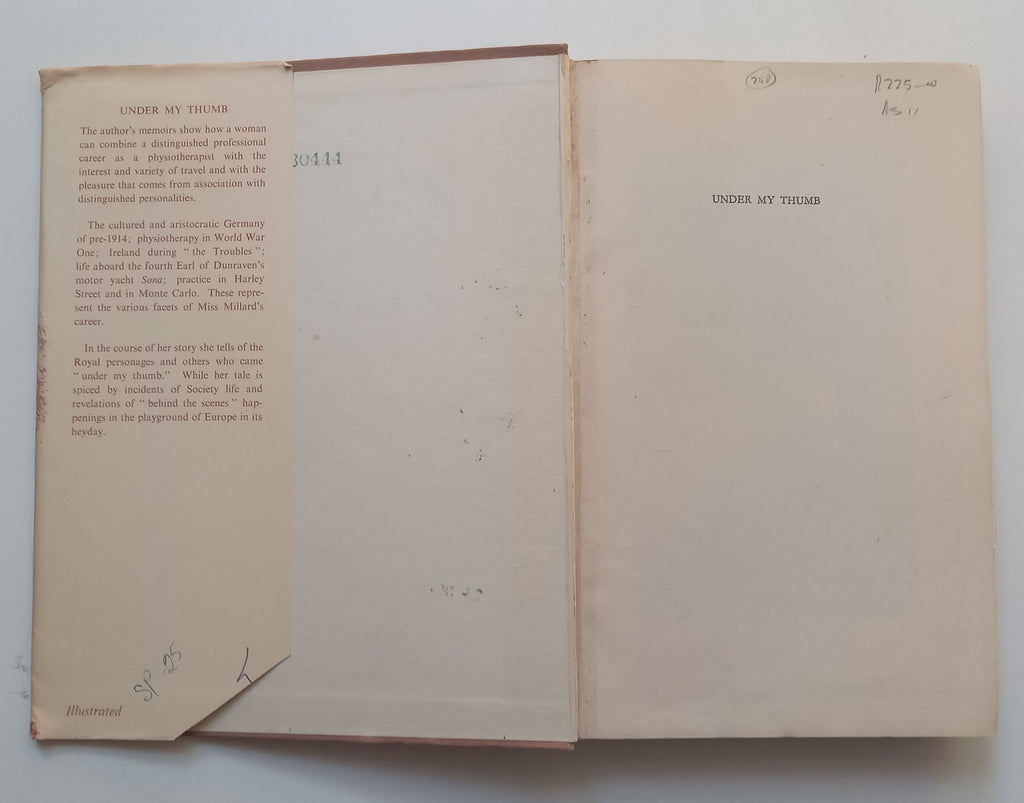 UNDER MY THUMB
The author's memoirs show how a woman
can combine a distinguished professional
career as a physiotherapist with the
interest and variety of travel and with the
pleasure that comes from association with
distinguished personalities.
The cultured and aristocratic Germany
of pre-1914; physiotherapy in World War
One; Ireland during “ the Troubles ”;
life aboard the fourth Earl of Dunraven's
motor yacht Sona; practice in Harley
Street and in Monte Carlo. These repre-
sent the various facets of Miss Millard's
career.
In the course of her story she tells of the
Royal personages and others who came
“ under my thumb.” While her tale is
spiced by incidents of Society life and
revelations of “ behind the scenes ” hap-
penings in the playground of Europe in its
heyday.
SP 25
Illustrated
30444
R225—00
UNDER MY THUMB